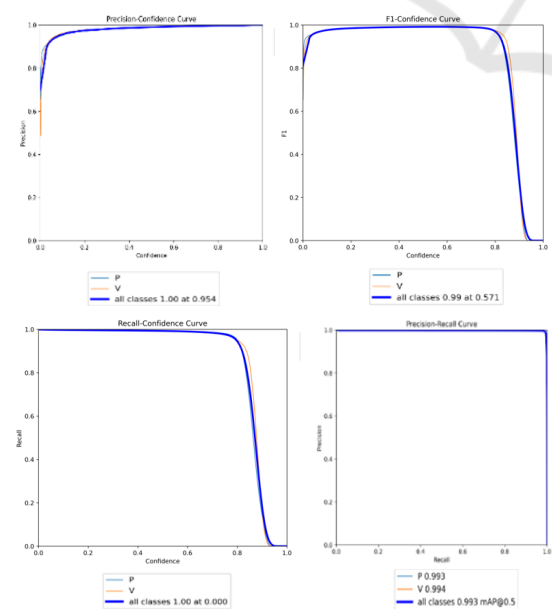 Precision-Confidence Curve
1.0
0.8
0.6
0.4
0.2
0.0
Precision
0.0 0.2 0.4 0.6 0.8 1.0
Confidence
P
V
all classes 1.00 at 0.954
F1-Confidence Curve
1.0
0.8
0.6
0.4
0.2
0.0
F1
0.0 0.2 0.4 0.6 0.8 1.0
Confidence
P
V
all classes 0.99 at 0.571
Recall-Confidence Curve
1.0
0.8
0.6
0.4
0.2
0.0
Recall
0.0 0.2 0.4 0.6 0.8 1.0
Confidence
P
V
all classes 1.00 at 0.000
Precision-Recall Curve
1.0
0.8
0.6
0.4
0.2
0.0
Precision
0.0 0.2 0.4 0.6 0.8 1.0
Recall
P 0.993
V 0.994
all classes 0.993 mAP@0.5